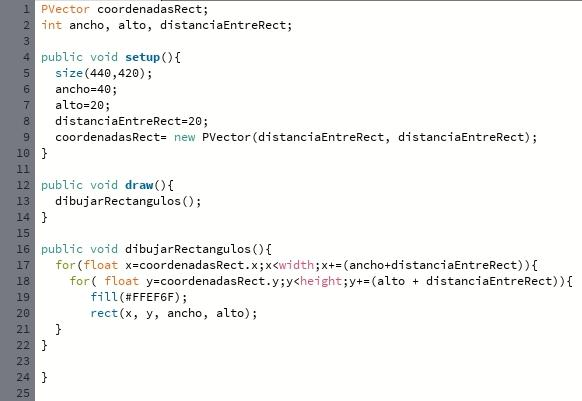 1 PVector coordenadasRect;
2 int ancho, alto, distanciaEntreRect;
3
4 public void setup(){
5   size(440,420);
6   ancho=40;
7   alto=20;
8   distanciaEntreRect=20;
9   coordenadasRect= new PVector(distanciaEntreRect, distanciaEntreRect);
10 }
11
12 public void draw(){
13   dibujarRectangulos();
14 }
15
16 public void dibujarRectangulos(){
17   for(float x=coordenadasRect.x;x<width;x+=(ancho+distanciaEntreRect)){
18     for( float y=coordenadasRect.y;y<height;y+=(alto + distanciaEntreRect)){
19        fill(#FFEF6F);
20        rect(x, y, ancho, alto);
21   }
22 }
23
24 }
25